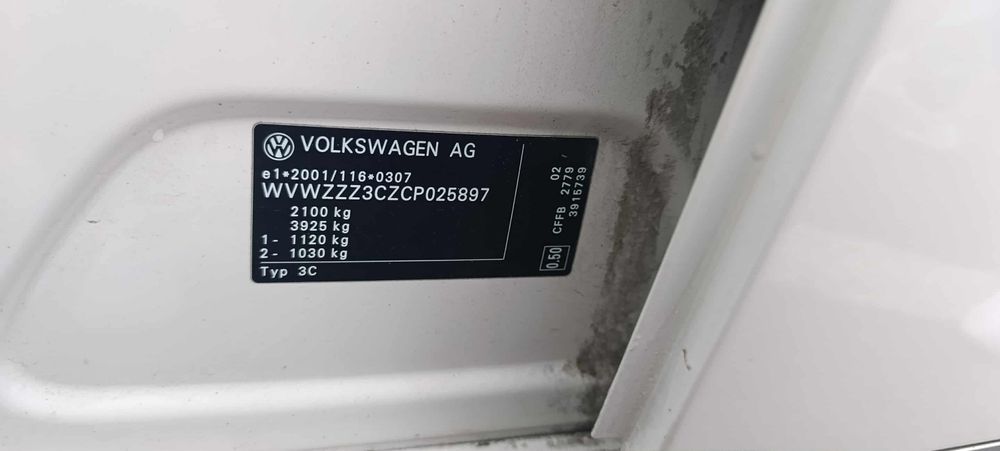 VOLKSWAGEN AG
e1*2001/116*0307
WVWZZZ3CZCP025897
2100 kg
3925 kg
1- 1120 kg
2- 1030 kg
Typ 3C
02
CFFB 2779
3915739
0.50